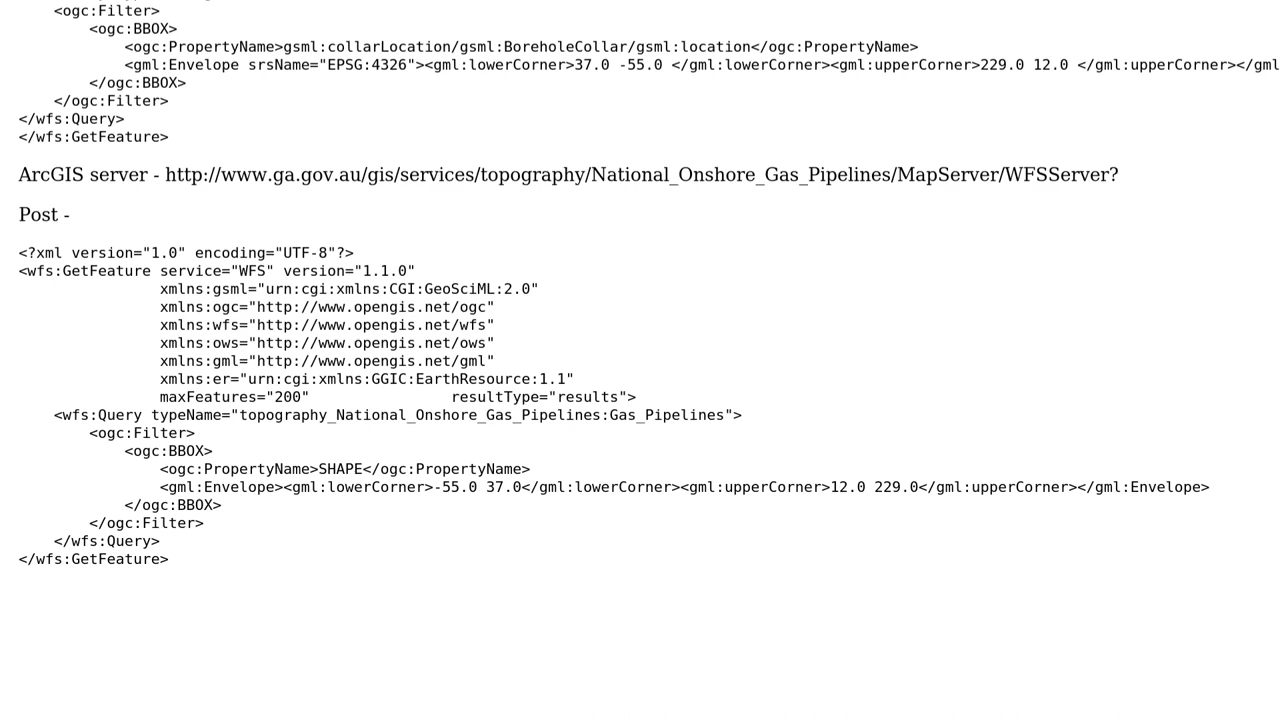 <ogc:Filter>
<ogc:BBOX>
<ogc:PropertyName>gsml:collarLocation/gsml:BoreholeCollar/gsml:location</ogc:PropertyName>
<gml:Envelope srsName="EPSG:4326"><gml:lowerCorner>37.0 -55.0 </gml:lowerCorner><gml:upperCorner>229.0 12.0 </gml:upperCorner></gml
</ogc:BBOX>
</ogc:Filter>
</wfs:Query>
</wfs:GetFeature>
ArcGIS server - http://www.ga.gov.au/gis/services/topography/National_Onshore_Gas_Pipelines/MapServer/WFSServer?
Post -
<?xml version="1.0" encoding="UTF-8"?>
<wfs:GetFeature service="WFS" version="1.1.0"
xmlns:gsml="urn:cgi:xmlns:CGI:GeoSciML:2.0"
xmlns:ogc="http://www.opengis.net/ogc"
xmlns:wfs="http://www.opengis.net/wfs"
xmlns:ows="http://www.opengis.net/ows"
xmlns:gml="http://www.opengis.net/gml"
xmlns:er="urn:cgi:xmlns:GGIC:EarthResource:1.1"
maxFeatures="200" resultType="results">
<wfs:Query typeName="topography_National_Onshore_Gas_Pipelines:Gas_Pipelines">
<ogc:Filter>
<ogc:BBOX>
<ogc:PropertyName>SHAPE</ogc:PropertyName>
<gml:Envelope><gml:lowerCorner>-55.0 37.0</gml:lowerCorner><gml:upperCorner>12.0 229.0</gml:upperCorner></gml:Envelope>
</ogc:BBOX>
</ogc:Filter>
</wfs:Query>
</wfs:GetFeature>